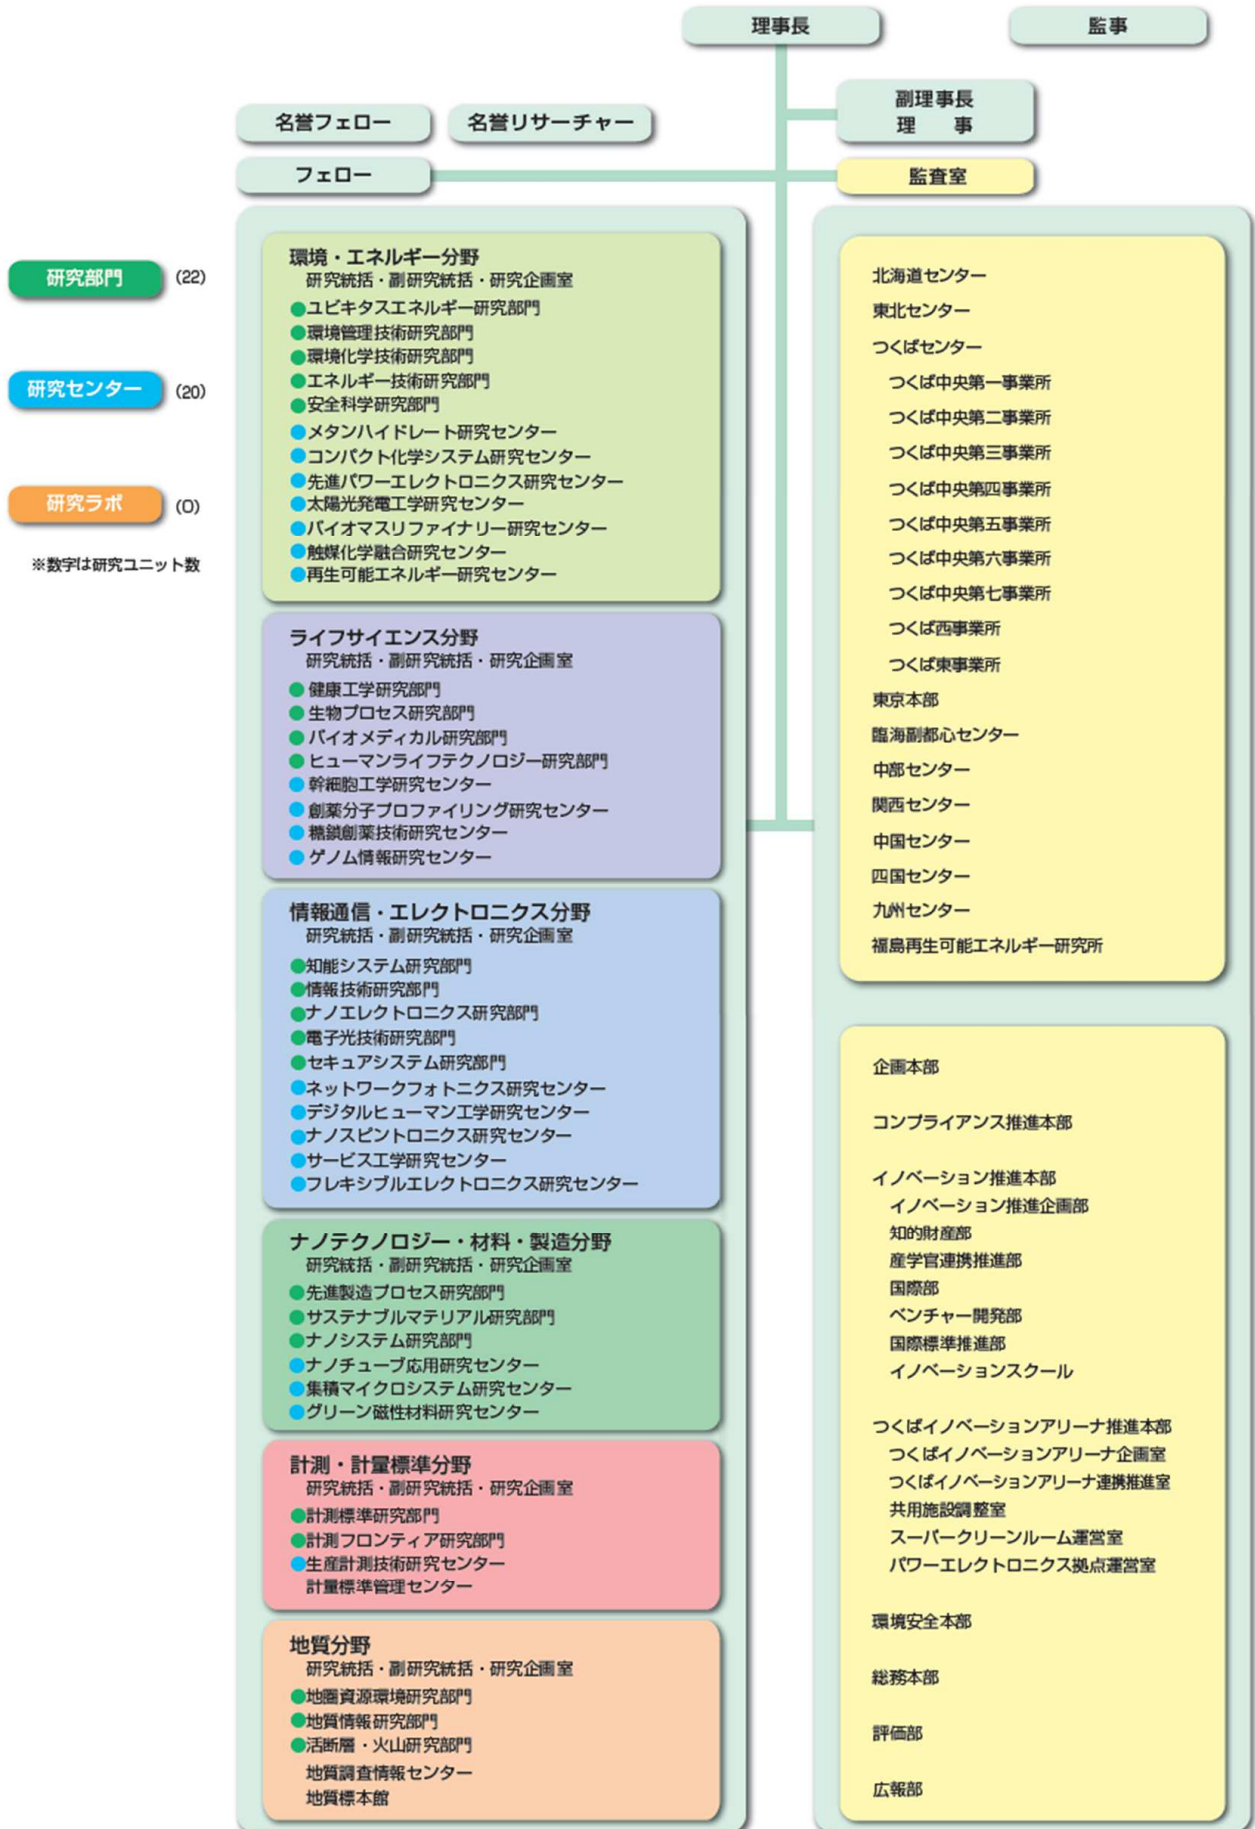 理事長
監事
副理事長
理　事
名誉フェロー
名誉リサーチャー
フェロー
監査室
研究部門 (22)
研究センター (20)
研究ラボ (0)
※数字は研究ユニット数
環境・エネルギー分野
研究統括・副研究統括・研究企画室
●ユビキタスエネルギー研究部門
●環境管理技術研究部門
●環境化学技術研究部門
●エネルギー技術研究部門
●安全科学研究部門
●メタンハイドレート研究センター
●コンパクト化学システム研究センター
●先進パワーエレクトロニクス研究センター
●太陽光発電工学研究センター
●バイオマスリファイナリー研究センター
●触媒化学融合研究センター
●再生可能エネルギー研究センター
ライフサイエンス分野
研究統括・副研究統括・研究企画室
●健康工学研究部門
●生物プロセス研究部門
●バイオメディカル研究部門
●ヒューマンライフテクノロジー研究部門
●幹細胞工学研究センター
●創薬分子プロファイリング研究センター
●糖鎖創薬技術研究センター
●ゲノム情報研究センター
情報通信・エレクトロニクス分野
研究統括・副研究統括・研究企画室
●知能システム研究部門
●情報技術研究部門
●ナノエレクトロニクス研究部門
●電子光技術研究部門
●セキュアシステム研究部門
●ネットワークフォトニクス研究センター
●デジタルヒューマン工学研究センター
●ナノスピントロニクス研究センター
●サービス工学研究センター
●フレキシブルエレクトロニクス研究センター
ナノテクノロジー・材料・製造分野
研究統括・副研究統括・研究企画室
●先進製造プロセス研究部門
●サステナブルマテリアル研究部門
●ナノシステム研究部門
●ナノチューブ応用研究センター
●集積マイクロシステム研究センター
●グリーン磁性材料研究センター
計測・計量標準分野
研究統括・副研究統括・研究企画室
●計測標準研究部門
●計測フロンティア研究部門
●生産計測技術研究センター
計量標準管理センター
地質分野
研究統括・副研究統括・研究企画室
●地圏資源環境研究部門
●地質情報研究部門
●活断層・火山研究部門
地質調査情報センター
地質標本館
北海道センター
東北センター
つくばセンター
つくば中央第一事業所
つくば中央第二事業所
つくば中央第三事業所
つくば中央第四事業所
つくば中央第五事業所
つくば中央第六事業所
つくば中央第七事業所
つくば西事業所
つくば東事業所
東京本部
臨海副都心センター
中部センター
関西センター
中国センター
四国センター
九州センター
福島再生可能エネルギー研究所
企画本部
コンプライアンス推進本部
イノベーション推進本部
イノベーション推進企画部
知的財産部
産学官連携推進部
国際部
ベンチャー開発部
国際標準推進部
イノベーションスクール
つくばイノベーションアリーナ推進本部
つくばイノベーションアリーナ企画室
つくばイノベーションアリーナ連携推進室
共用施設調整室
スーパークリーンルーム運営室
パワーエレクトロニクス拠点運営室
環境安全本部
総務本部
評価部
広報部